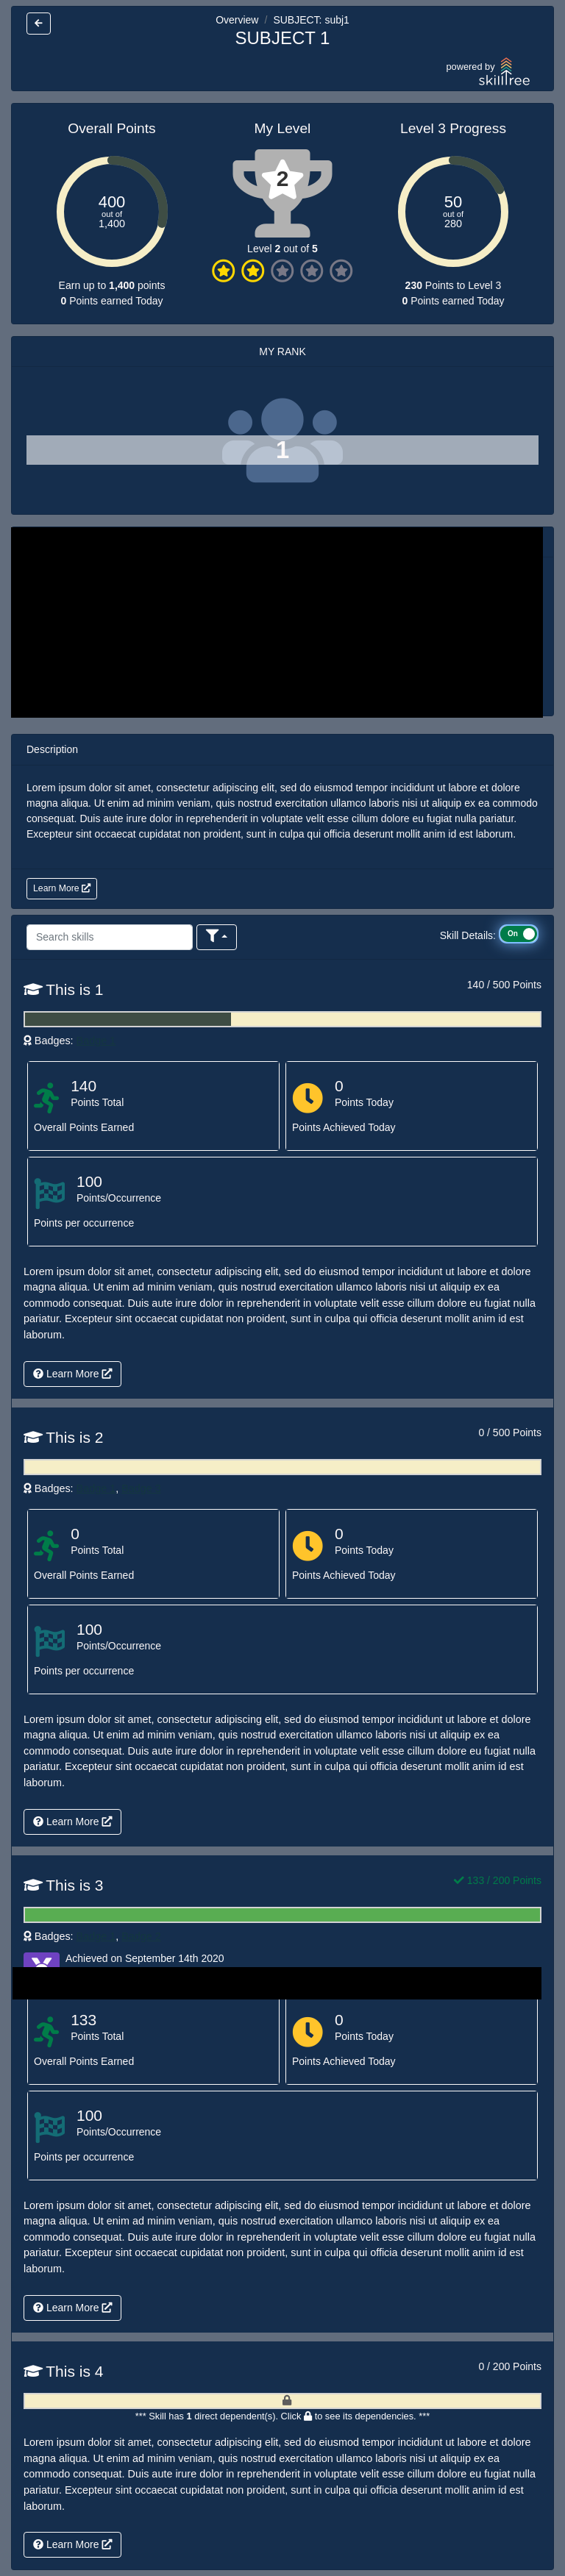 Overview / SUBJECT: subj1
SUBJECT 1
powered by
skilltree
Overall Points
400
out of
1,400
Earn up to 1,400 points
0 Points earned Today
My Level
2
Level 2 out of 5
Level 3 Progress
50
out of
280
230 Points to Level 3
0 Points earned Today
MY RANK
1
Description
Lorem ipsum dolor sit amet, consectetur adipiscing elit, sed do eiusmod tempor incididunt ut labore et dolore
magna aliqua. Ut enim ad minim veniam, quis nostrud exercitation ullamco laboris nisi ut aliquip ex ea commodo
consequat. Duis aute irure dolor in reprehenderit in voluptate velit esse cillum dolore eu fugiat nulla pariatur.
Excepteur sint occaecat cupidatat non proident, sunt in culpa qui officia deserunt mollit anim id est laborum.
Learn More
Search skills
Skill Details: On
This is 1
140 / 500 Points
Badges:
140
Points Total
Overall Points Earned
0
Points Today
Points Achieved Today
100
Points/Occurrence
Points per occurrence
Lorem ipsum dolor sit amet, consectetur adipiscing elit, sed do eiusmod tempor incididunt ut labore et dolore
magna aliqua. Ut enim ad minim veniam, quis nostrud exercitation ullamco laboris nisi ut aliquip ex ea
commodo consequat. Duis aute irure dolor in reprehenderit in voluptate velit esse cillum dolore eu fugiat nulla
pariatur. Excepteur sint occaecat cupidatat non proident, sunt in culpa qui officia deserunt mollit anim id est
laborum.
Learn More
This is 2
0 / 500 Points
Badges: ,
0
Points Total
Overall Points Earned
0
Points Today
Points Achieved Today
100
Points/Occurrence
Points per occurrence
Lorem ipsum dolor sit amet, consectetur adipiscing elit, sed do eiusmod tempor incididunt ut labore et dolore
magna aliqua. Ut enim ad minim veniam, quis nostrud exercitation ullamco laboris nisi ut aliquip ex ea
commodo consequat. Duis aute irure dolor in reprehenderit in voluptate velit esse cillum dolore eu fugiat nulla
pariatur. Excepteur sint occaecat cupidatat non proident, sunt in culpa qui officia deserunt mollit anim id est
laborum.
Learn More
This is 3
133 / 200 Points
Badges: ,
Achieved on September 14th 2020
133
Points Total
Overall Points Earned
0
Points Today
Points Achieved Today
100
Points/Occurrence
Points per occurrence
Lorem ipsum dolor sit amet, consectetur adipiscing elit, sed do eiusmod tempor incididunt ut labore et dolore
magna aliqua. Ut enim ad minim veniam, quis nostrud exercitation ullamco laboris nisi ut aliquip ex ea
commodo consequat. Duis aute irure dolor in reprehenderit in voluptate velit esse cillum dolore eu fugiat nulla
pariatur. Excepteur sint occaecat cupidatat non proident, sunt in culpa qui officia deserunt mollit anim id est
laborum.
Learn More
This is 4
0 / 200 Points
*** Skill has 1 direct dependent(s). Click to see its dependencies. ***
Lorem ipsum dolor sit amet, consectetur adipiscing elit, sed do eiusmod tempor incididunt ut labore et dolore
magna aliqua. Ut enim ad minim veniam, quis nostrud exercitation ullamco laboris nisi ut aliquip ex ea
commodo consequat. Duis aute irure dolor in reprehenderit in voluptate velit esse cillum dolore eu fugiat nulla
pariatur. Excepteur sint occaecat cupidatat non proident, sunt in culpa qui officia deserunt mollit anim id est
laborum.
Learn More